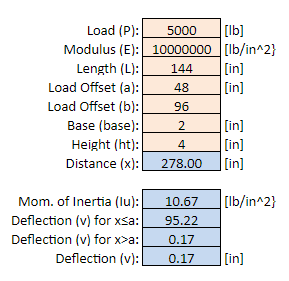 Load (P): 5000 [lb]
Modulus (E): 10000000 [lb/in^2}
Length (L): 144 [in]
Load Offset (a): 48 [in]
Load Offset (b): 96
Base (base): 2 [in]
Height (ht): 4 [in]
Distance (x): 278.00 [in]
Mom. of Inertia (Iu): 10.67 [lb/in^2}
Deflection (v) for x≤a: 95.22
Deflection (v) for x>a: 0.17
Deflection (v): 0.17 [in]